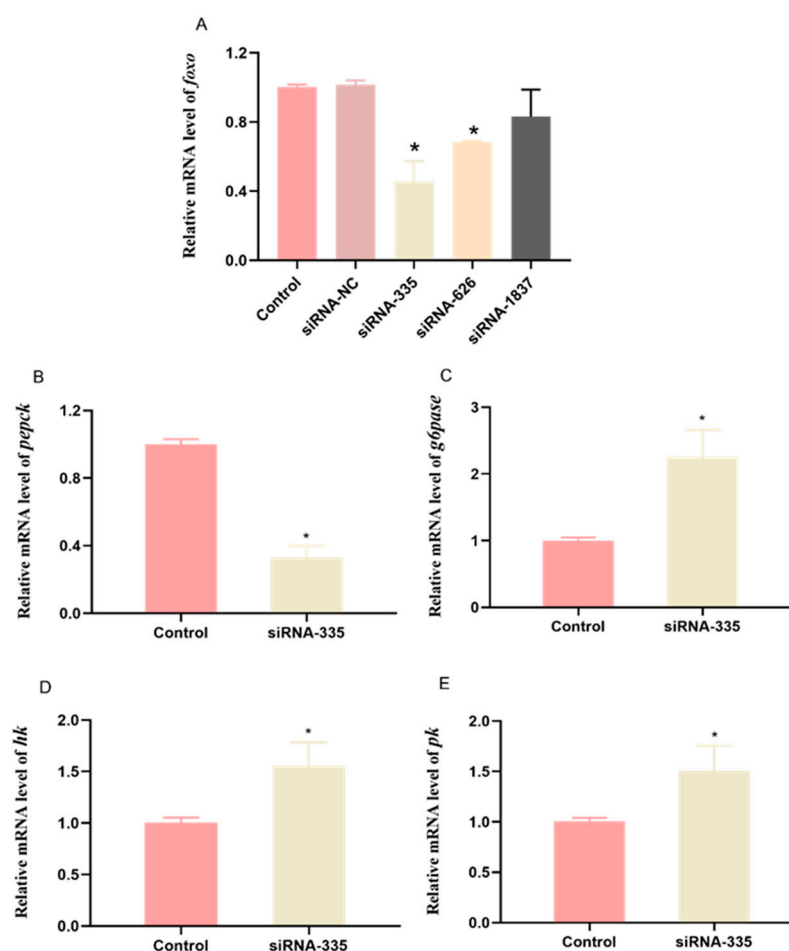 A
Relative mRNA level of foxo
1.2
0.8
0.4
0.0
*
*
Control
siRNA-NC
siRNA-335
siRNA-626
siRNA-1837
B
Relative mRNA level of pepck
1.2
0.8
0.4
0.0
*
Control
siRNA-335
C
Relative mRNA level of g6pase
3
2
1
0
*
Control
siRNA-335
D
Relative mRNA level of hk
2.0
1.5
1.0
0.5
0.0
*
Control
siRNA-335
E
Relative mRNA level of pk
2.0
1.5
1.0
0.5
0.0
*
Control
siRNA-335